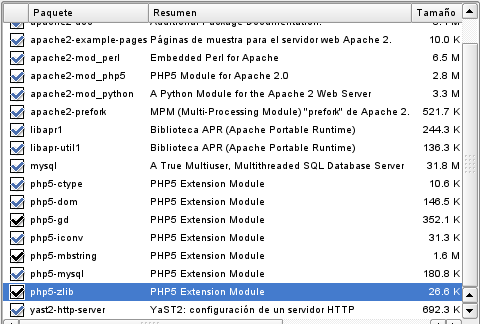 Paquete Resumen Tamaño
apache2-doc Additional Package Documentation.
apache2-example-pages Páginas de muestra para el servidor web Apache 2. 10.0 K
apache2-mod_perl Embedded Perl for Apache 6.5 M
apache2-mod_php5 PHP5 Module for Apache 2.0 2.8 M
apache2-mod_python A Python Module for the Apache 2 Web Server 3.3 M
apache2-prefork MPM (Multi-Processing Module) "prefork" de Apache 2. 521.7 K
libapr1 Biblioteca APR (Apache Portable Runtime) 244.3 K
libapr-util1 Biblioteca APR (Apache Portable Runtime) 136.3 K
mysql A True Multiuser, Multithreaded SQL Database Server 31.8 M
php5-ctype PHP5 Extension Module 10.6 K
php5-dom PHP5 Extension Module 146.5 K
php5-gd PHP5 Extension Module 352.1 K
php5-iconv PHP5 Extension Module 31.3 K
php5-mbstring PHP5 Extension Module 1.6 M
php5-mysql PHP5 Extension Module 180.8 K
php5-zlib PHP5 Extension Module 26.6 K
yast2-http-server YaST2: configuración de un servidor HTTP 692.3 K